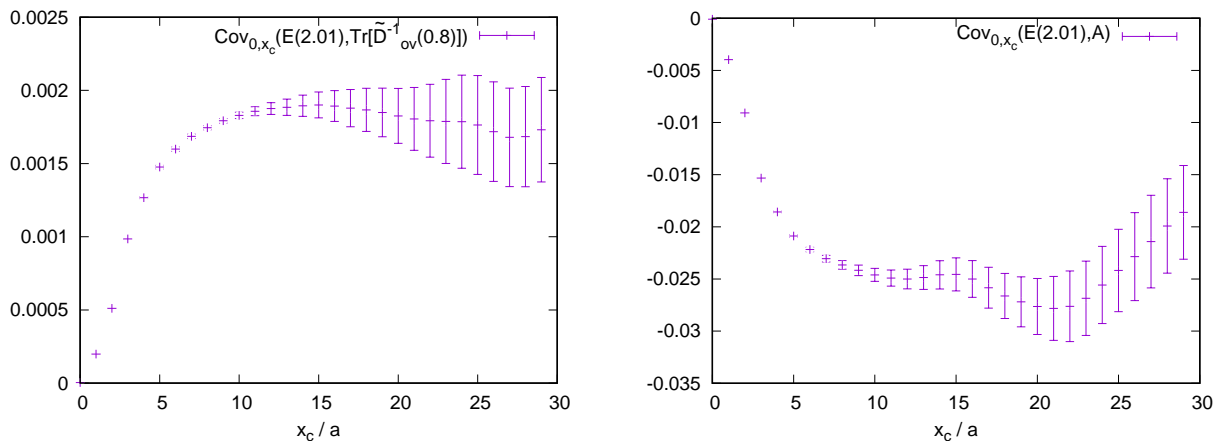 0.0025
Cov0,xc(E(2.01),Tr[D̃-1ov(0.8)])
0.002
0.0015
0.001
0.0005
0
0 5 10 15 20 25 30
xc / a
0
Cov0,xc(E(2.01),A)
-0.005
-0.01
-0.015
-0.02
-0.025
-0.03
-0.035
0 5 10 15 20 25 30
xc / a